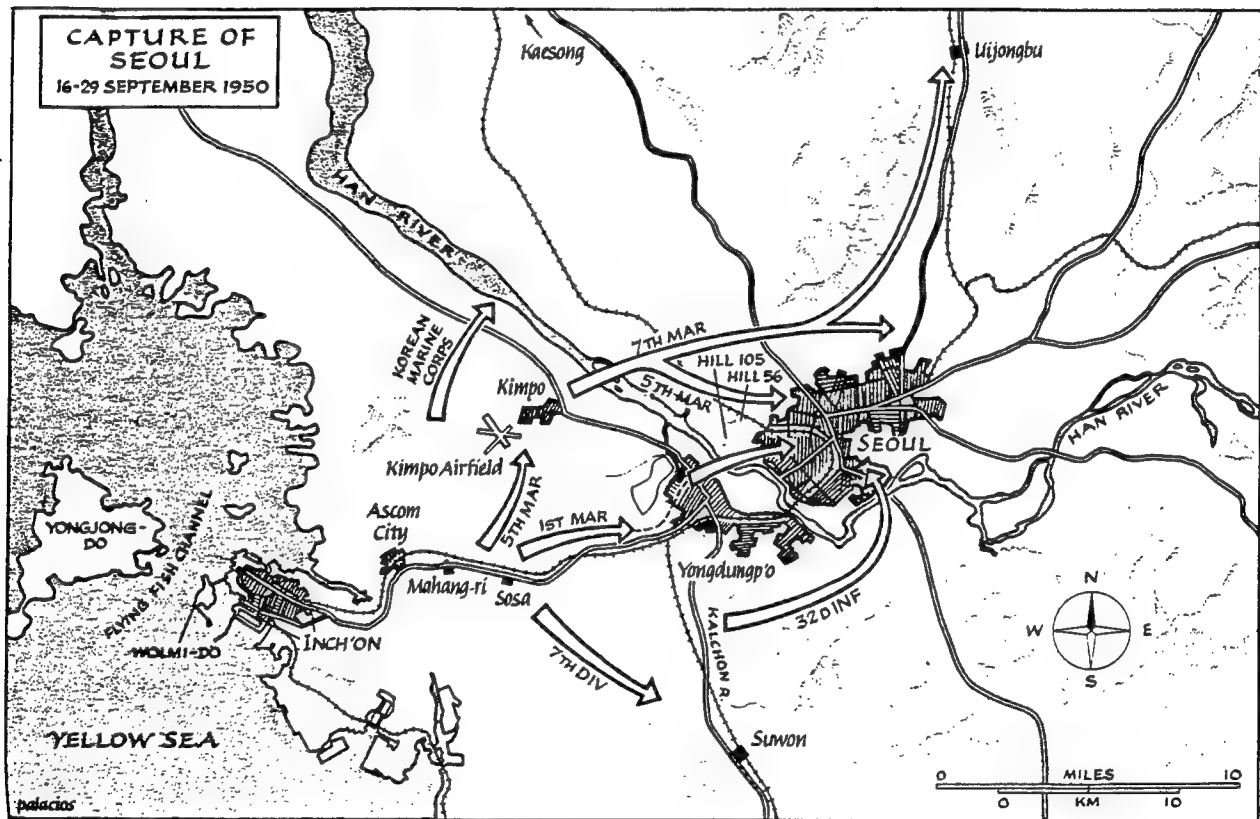 CAPTURE OF
SEOUL
16-29 SEPTEMBER 1950
Kaesong
Uijongbu
HAN RIVER
KOREAN
MARINE
CORPS
7TH MAR
HILL 105
HILL 56
5TH MAR
Kimpo
SEOUL
HAN RIVER
Kimpo Airfield
5TH MAR
1ST MAR
Ascom
City
YONGJONG-
DO
FLYING FISH CHANNEL
Mahang-ri
Sosa
Yongdungp'o
WOLMI-DO
INCH'ON
7TH DIV
KALCHON R
32D INF
N
W
E
S
YELLOW SEA
Suwon
0 MILES 10
0 KM 10
palacios